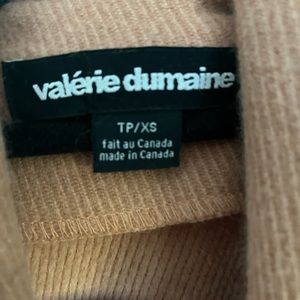 valérie dumaine
TP/XS
fait au Canada
made in Canada